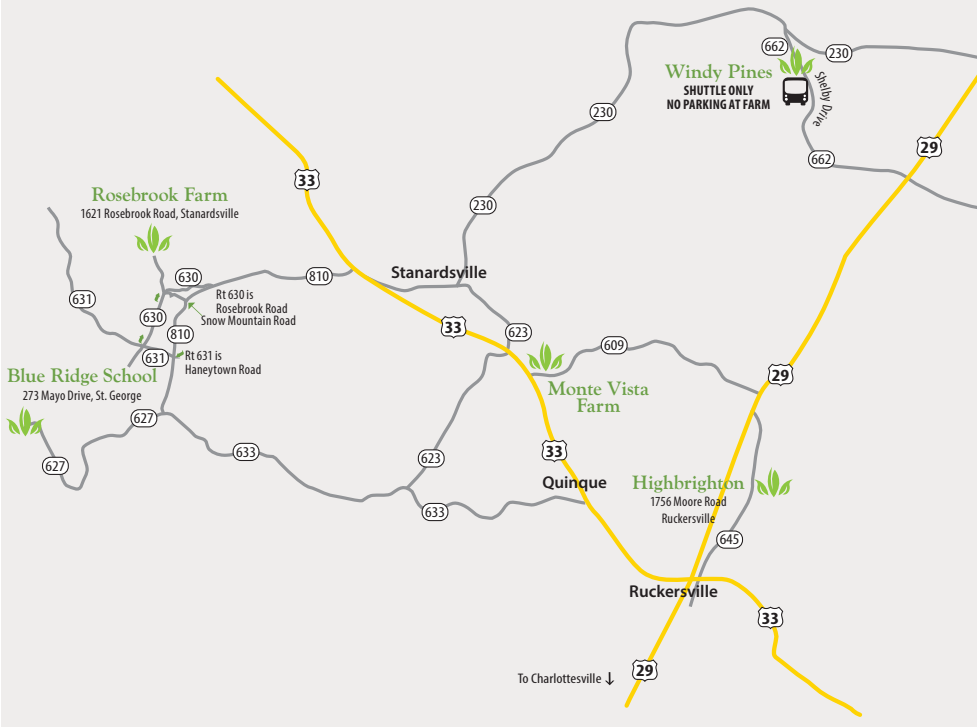 662
230
Windy Pines
SHUTTLE ONLY
NO PARKING AT FARM
Shelby Drive
230
29
662
33
Rosebrook Farm
1621 Rosebrook Road, Stanardsville
230
Stanardsville
630
810
631
Rt 630 is
Rosebrook Road
Snow Mountain Road
630
810
33
623
609
631
Rt 631 is
Haneytown Road
Blue Ridge School
273 Mayo Drive, St. George
29
Monte Vista
Farm
627
633
33
623
627
Quinque
Highbrighton
1756 Moore Road
Ruckersville
633
645
Ruckersville
33
29
To Charlottesville ↓